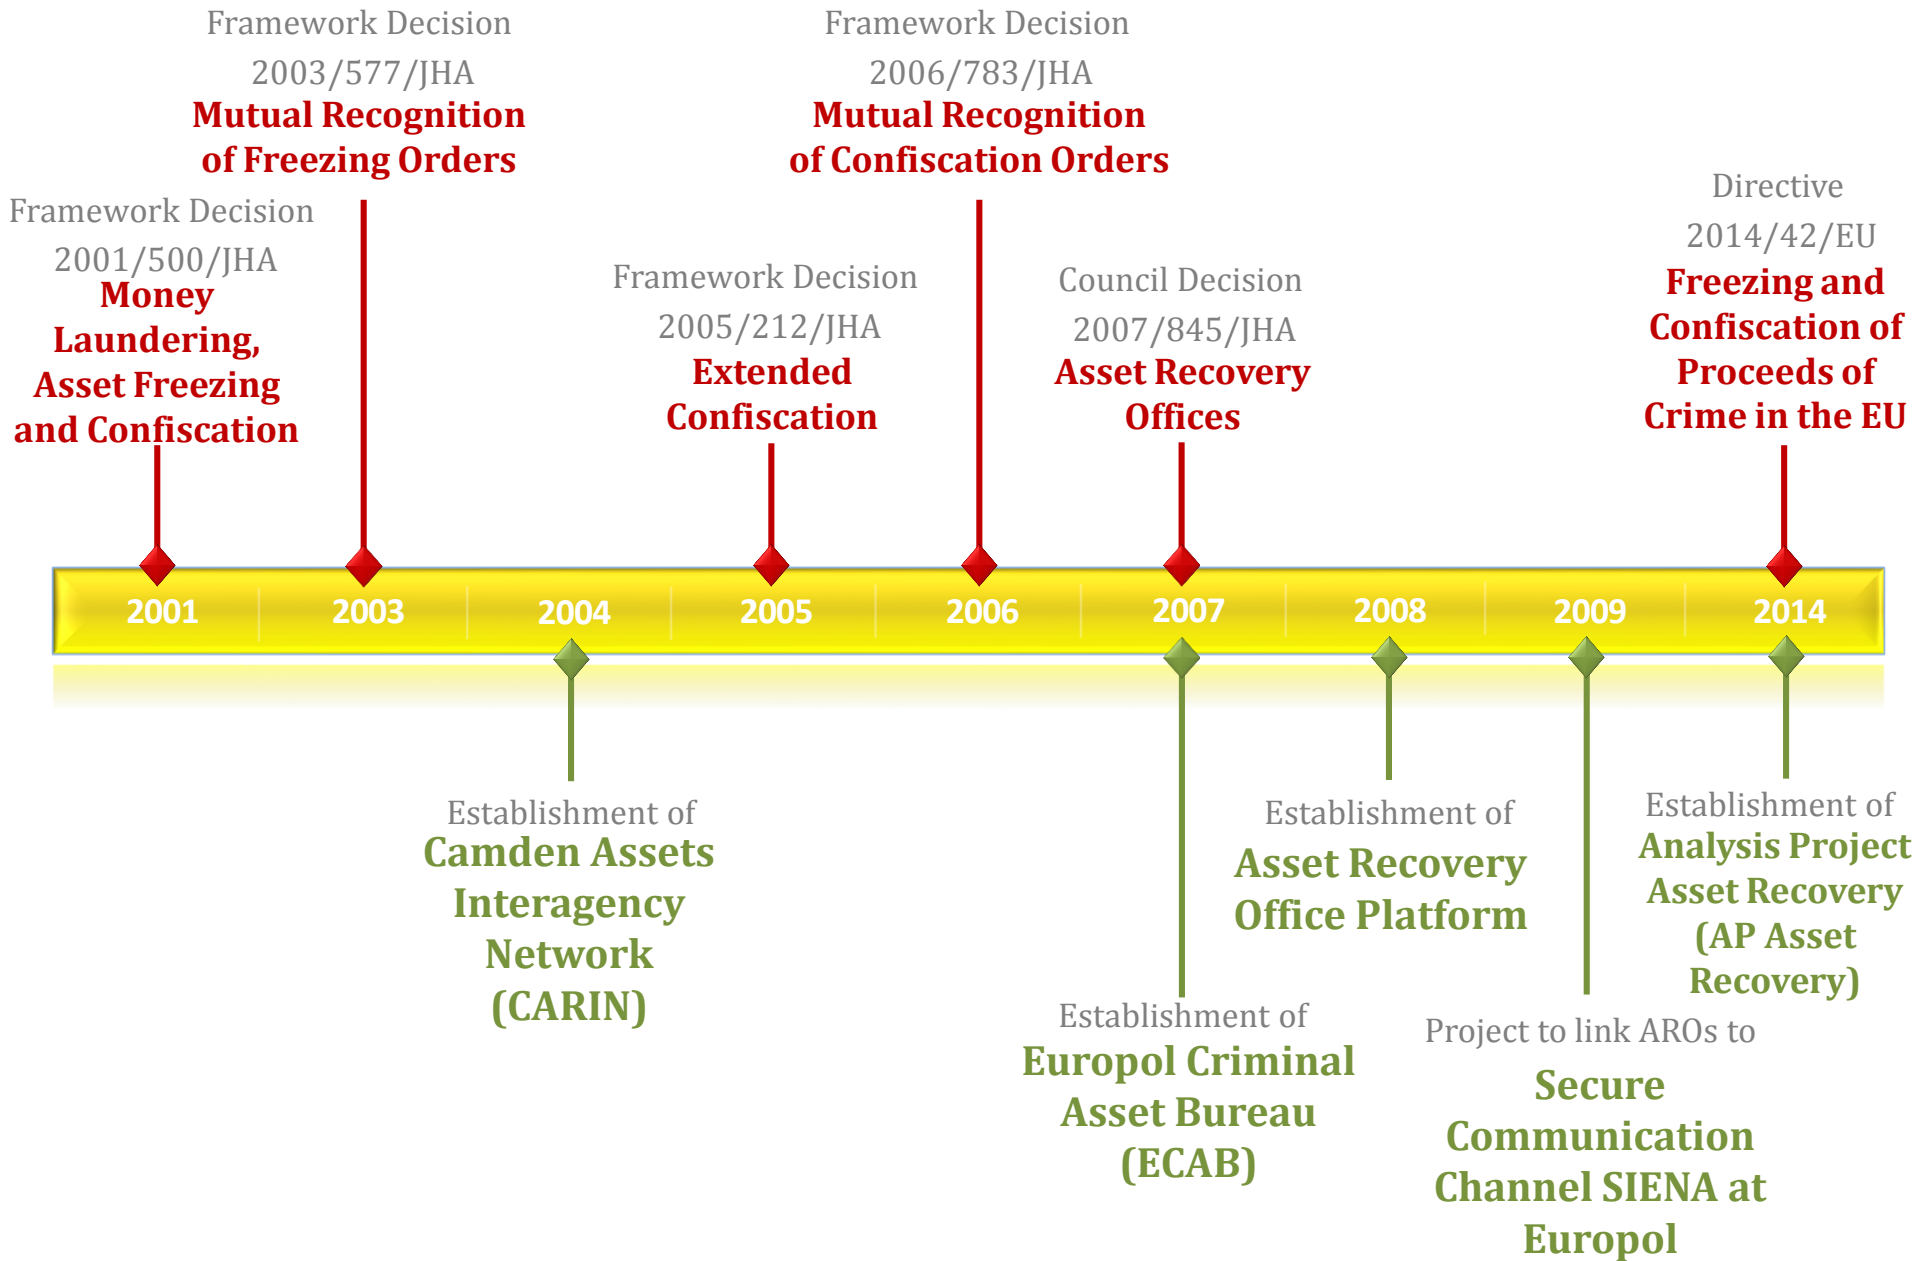 Framework Decision
2003/577/JHA
Mutual Recognition
of Freezing Orders
Framework Decision
2006/783/JHA
Mutual Recognition
of Confiscation Orders
Framework Decision
2001/500/JHA
Money
Laundering,
Asset Freezing
and Confiscation
Framework Decision
2005/212/JHA
Extended
Confiscation
Council Decision
2007/845/JHA
Asset Recovery
Offices
Directive
2014/42/EU
Freezing and
Confiscation of
Proceeds of
Crime in the EU
2001 2003 2004 2005 2006 2007 2008 2009 2014
Establishment of
Camden Assets
Interagency
Network
(CARIN)
Establishment of
Europol Criminal
Asset Bureau
(ECAB)
Establishment of
Asset Recovery
Office Platform
Project to link AROs to
Secure
Communication
Channel SIENA at
Europol
Establishment of
Analysis Project
Asset Recovery
(AP Asset
Recovery)